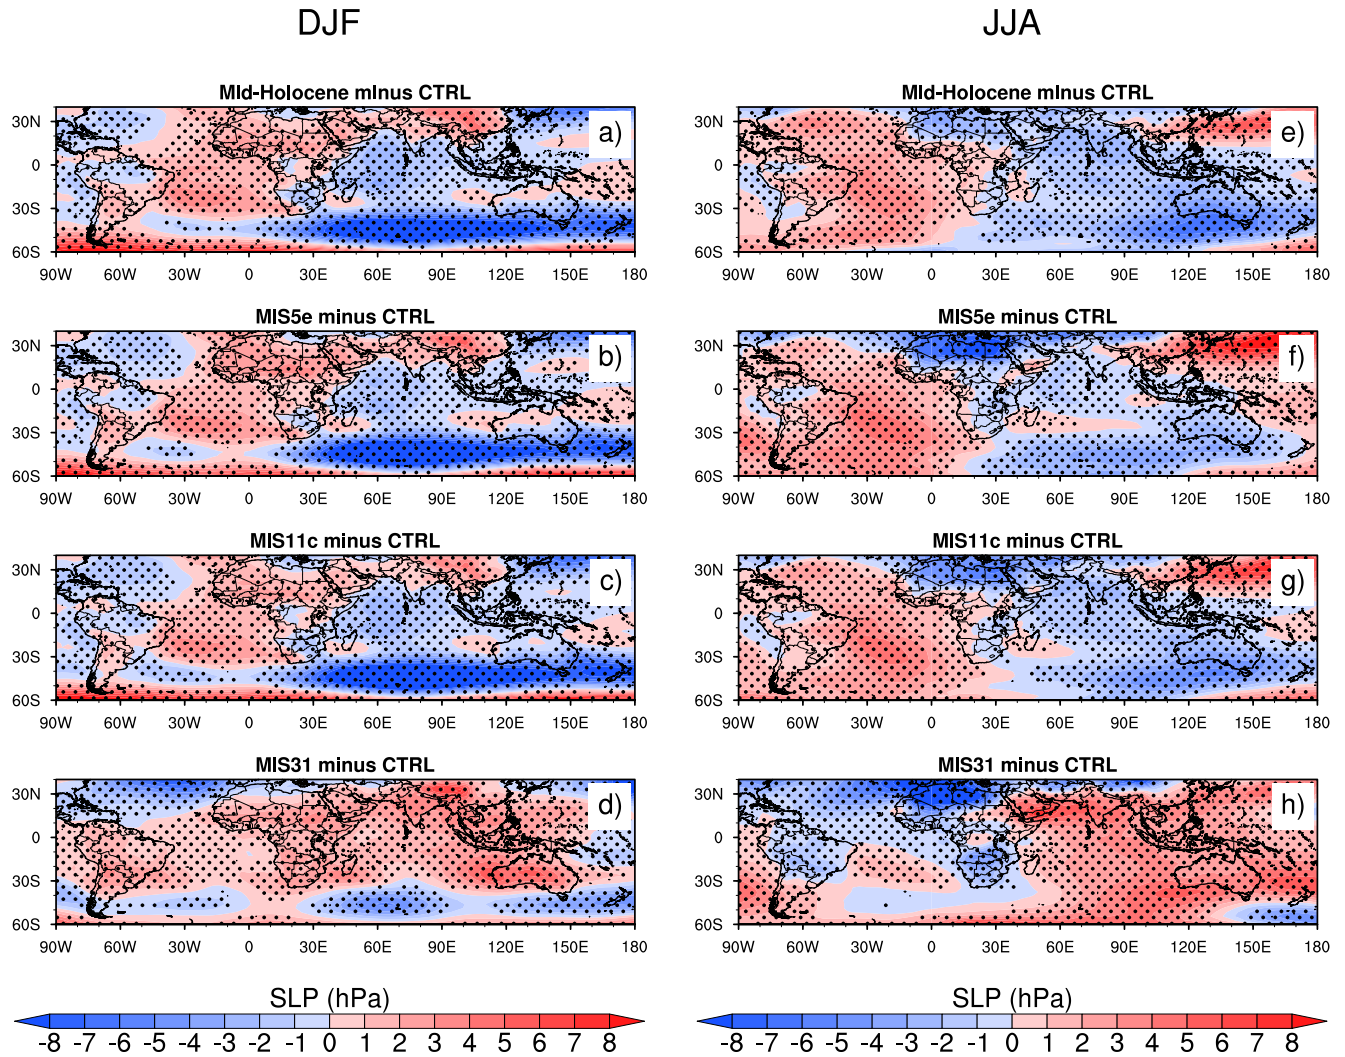 DJF
JJA
MId-Holocene mInus CTRL
MId-Holocene mInus CTRL
30N
0
30S
60S
a)
90W 60W 30W 0 30E 60E 90E 120E 150E 180
30N
0
30S
60S
e)
90W 60W 30W 0 30E 60E 90E 120E 150E 180
MIS5e minus CTRL
MIS5e minus CTRL
30N
0
30S
60S
b)
90W 60W 30W 0 30E 60E 90E 120E 150E 180
30N
0
30S
60S
f)
90W 60W 30W 0 30E 60E 90E 120E 150E 180
MIS11c minus CTRL
MIS11c minus CTRL
30N
0
30S
60S
c)
90W 60W 30W 0 30E 60E 90E 120E 150E 180
30N
0
30S
60S
g)
90W 60W 30W 0 30E 60E 90E 120E 150E 180
MIS31 minus CTRL
MIS31 minus CTRL
30N
0
30S
60S
d)
90W 60W 30W 0 30E 60E 90E 120E 150E 180
30N
0
30S
60S
h)
90W 60W 30W 0 30E 60E 90E 120E 150E 180
SLP (hPa)
-8 -7 -6 -5 -4 -3 -2 -1 0 1 2 3 4 5 6 7 8
SLP (hPa)
-8 -7 -6 -5 -4 -3 -2 -1 0 1 2 3 4 5 6 7 8